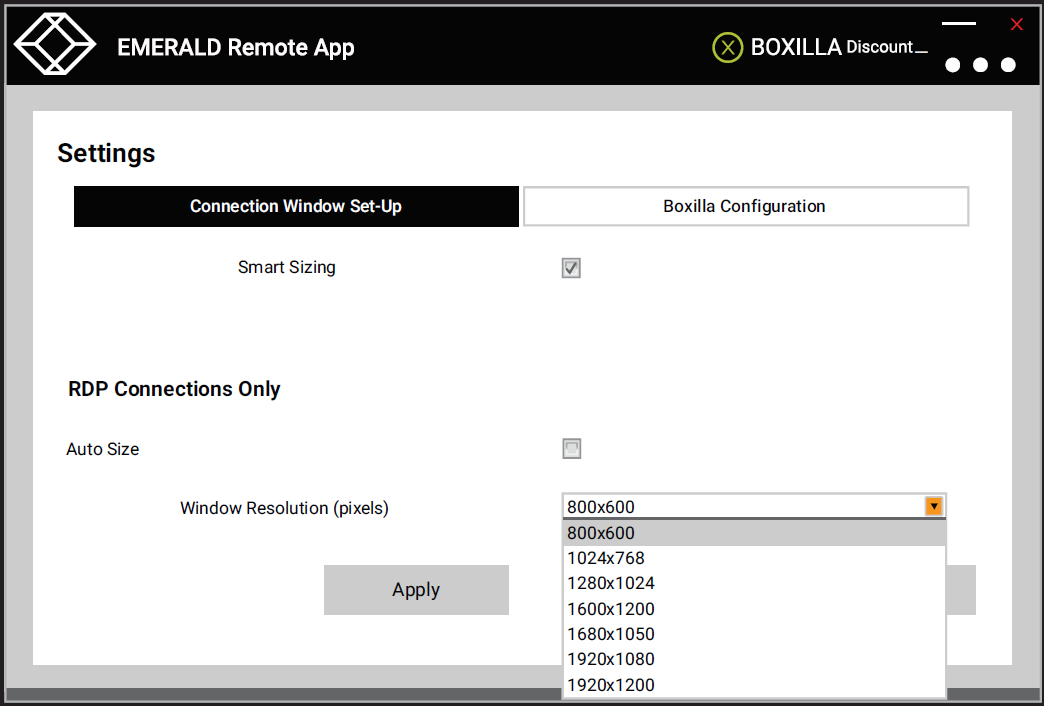 EMERALD Remote App
BOXILLA Discount_
Settings
Connection Window Set-Up
Boxilla Configuration
Smart Sizing
RDP Connections Only
Auto Size
Window Resolution (pixels)
800x600
800x600
1024x768
1280x1024
1600x1200
1680x1050
1920x1080
1920x1200
Apply